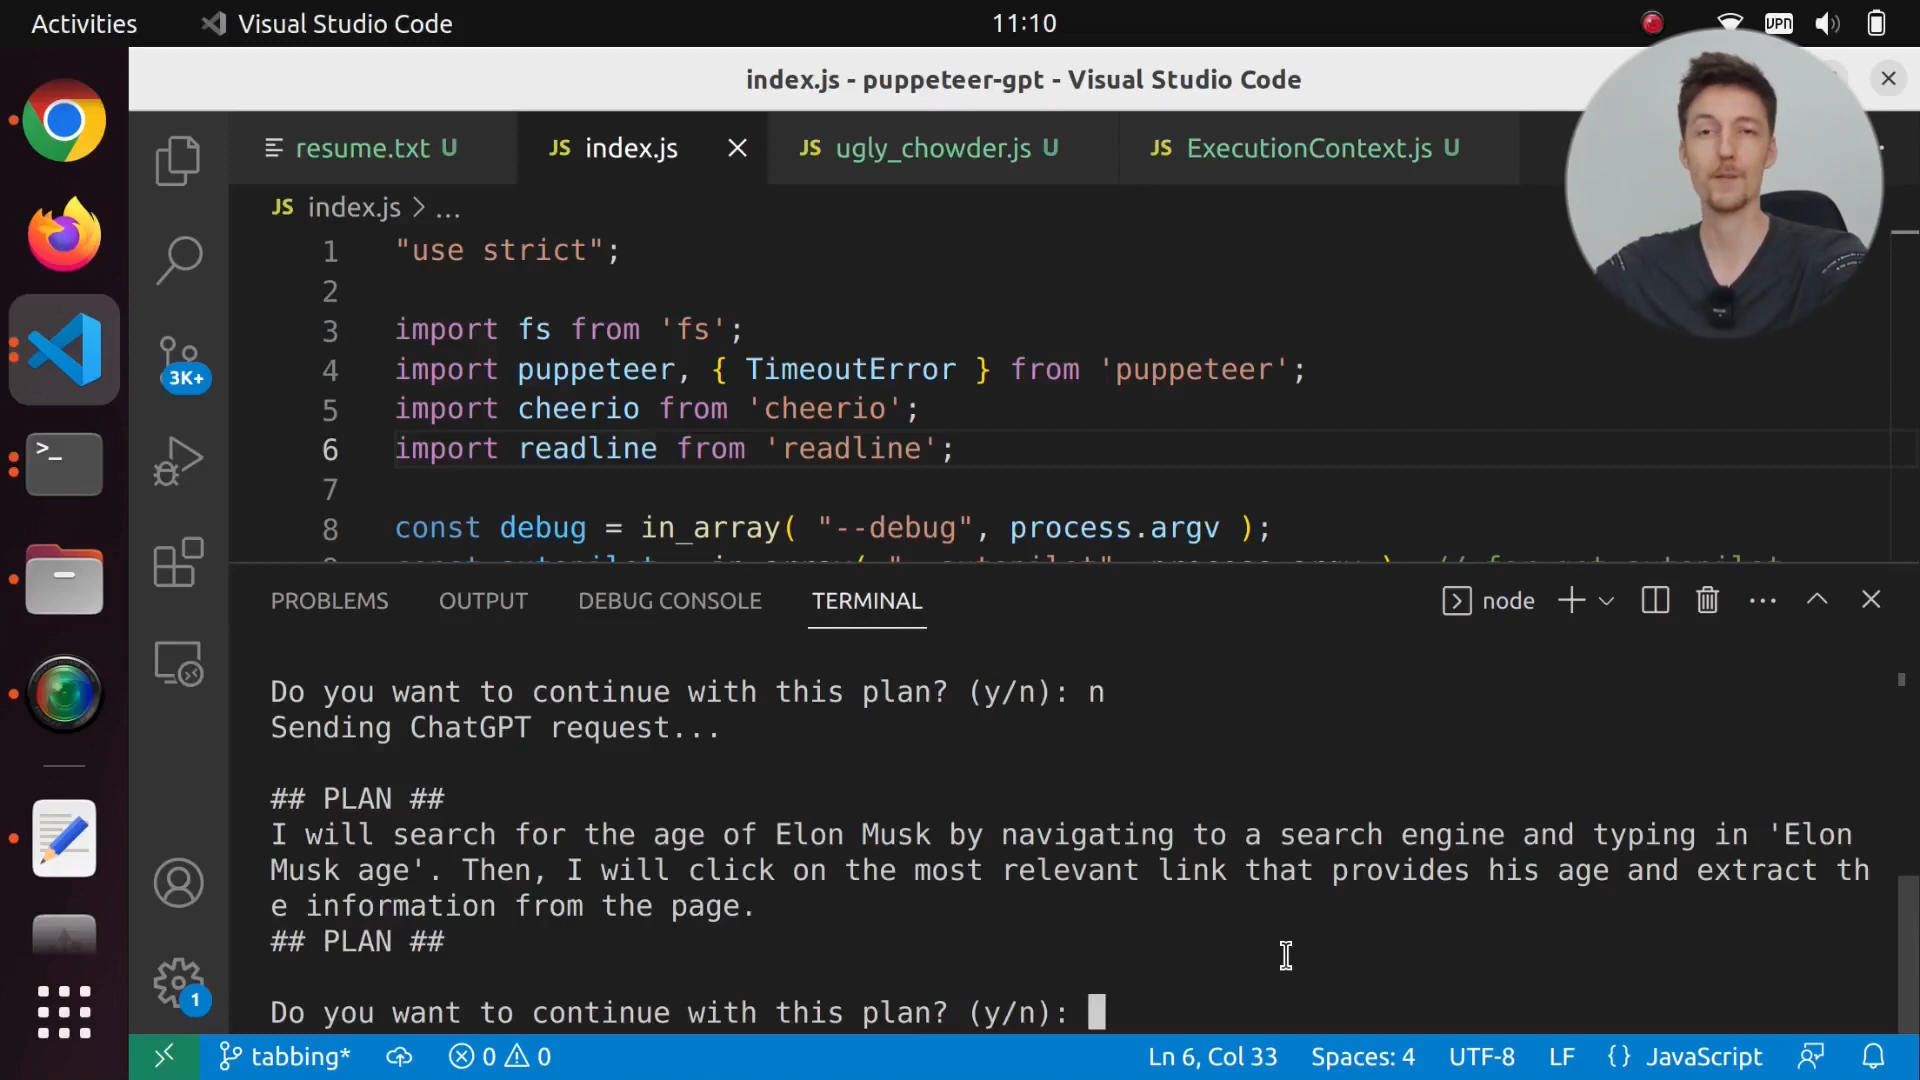 Activities
Visual Studio Code
11:10
VPN
index.js - puppeteer-gpt - Visual Studio Code
resume.txt U
JS index.js
JS ugly_chowder.js U
JS ExecutionContext.js U
JS index.js > ...
1 "use strict";
2
3 import fs from 'fs';
4 import puppeteer, { TimeoutError } from 'puppeteer';
5 import cheerio from 'cheerio';
6 import readline from 'readline';
7
8 const debug = in_array( "--debug", process.argv );
3K+
PROBLEMS OUTPUT DEBUG CONSOLE TERMINAL
node
Do you want to continue with this plan? (y/n): n
Sending ChatGPT request...
## PLAN ##
I will search for the age of Elon Musk by navigating to a search engine and typing in 'Elon
Musk age'. Then, I will click on the most relevant link that provides his age and extract th
e information from the page.
## PLAN ##
Do you want to continue with this plan? (y/n):
1
tabbing*
0 0
Ln 6, Col 33
Spaces: 4
UTF-8
LF
{} JavaScript